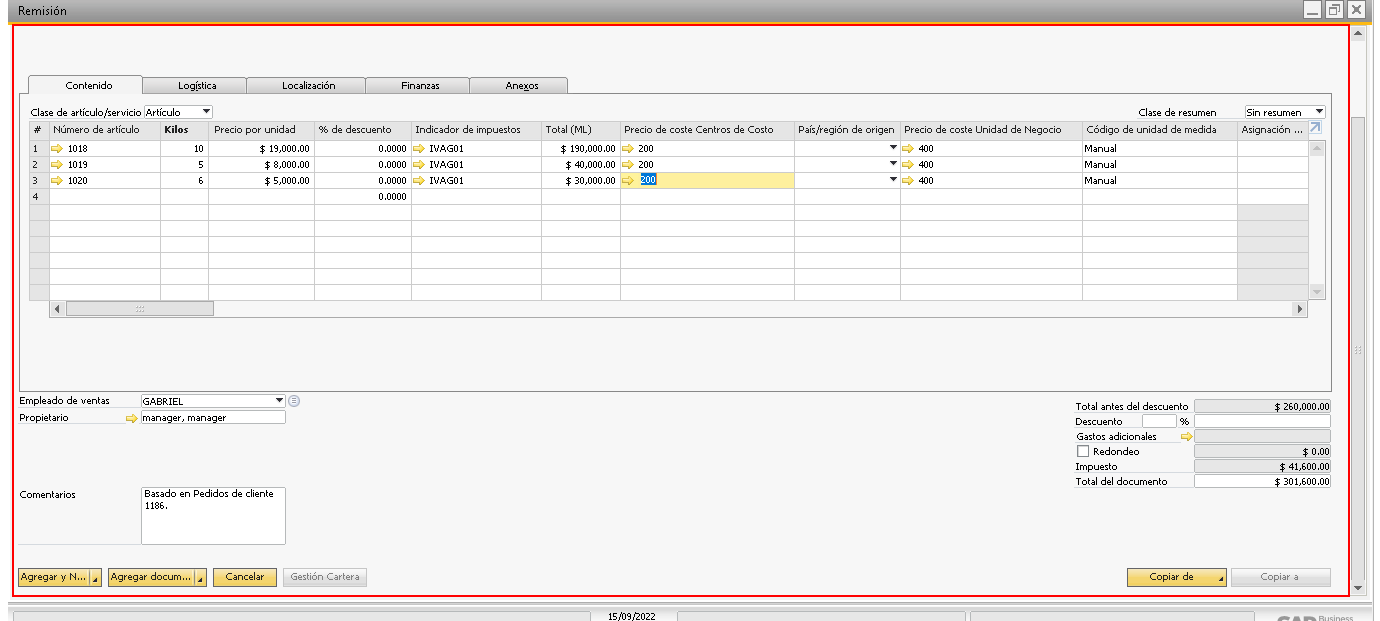 Remisión
Contenido Logística Localización Finanzas Anexos
Clase de artículo/servicio Artículo Clase de resumen Sin resumen
# Número de artículo Kilos Precio por unidad % de descuento Indicador de impuestos Total (ML) Precio de coste Centros de Costo País/región de origen Precio de coste Unidad de Negocio Código de unidad de medida Asignación ...
1 1018 10 $ 19,000.00 0.0000 IVAG01 $ 190,000.00 200 400 Manual
2 1019 5 $ 8,000.00 0.0000 IVAG01 $ 40,000.00 200 400 Manual
3 1020 6 $ 5,000.00 0.0000 IVAG01 $ 30,000.00 200 400 Manual
4 0.0000
Empleado de ventas GABRIEL
Propietario manager, manager
Total antes del descuento $ 260,000.00
Descuento %
Gastos adicionales
Redondeo $ 0.00
Impuesto $ 41,600.00
Total del documento $ 301,600.00
Comentarios Basado en Pedidos de cliente
1186.
Agregar y N... Agregar docum... Cancelar Gestión Cartera Copiar de Copiar a
15/09/2022 SAP Business